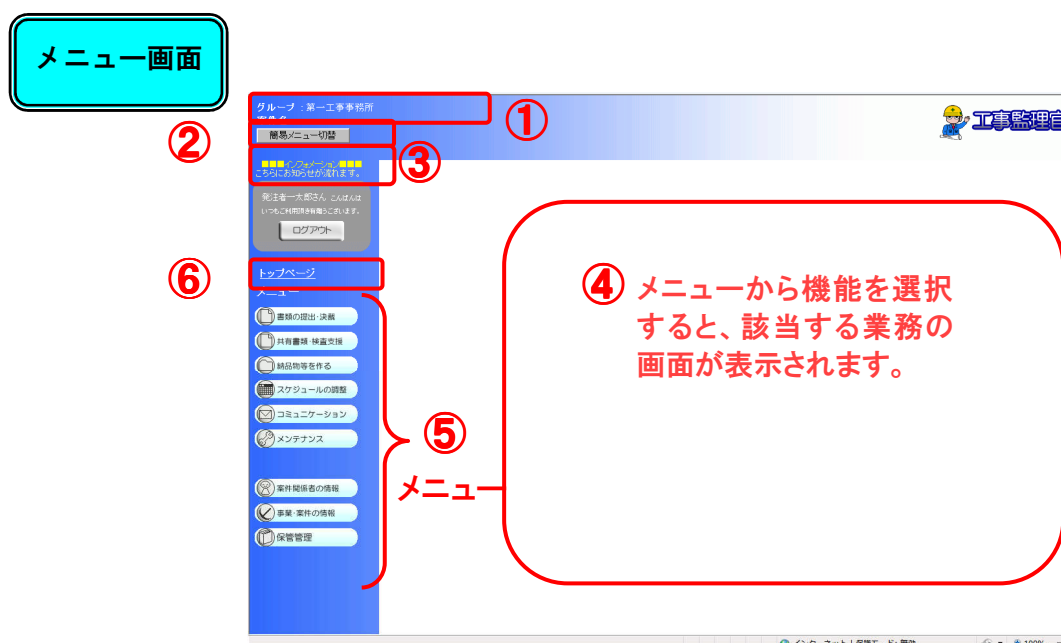 メニュー画面
グループ : 第一工事事務所
①
工事監理官
②
簡易メニュー切替
③
■■■インフォメーション■■■
こちらにお知らせが流れます。
発注者一太郎さん こんばんは
いつもご利用頂き有難うございます。
ログアウト
⑥
トップページ
メニュー
④
メニューから機能を選択
すると、該当する業務の
画面が表示されます。
書類の提出・決裁
共有書類・検査支援
納品物等を作る
スケジュールの調整
コミュニケーション
メンテナンス
⑤
メニュー
案件関係者の情報
事業・案件の情報
保管管理
100%